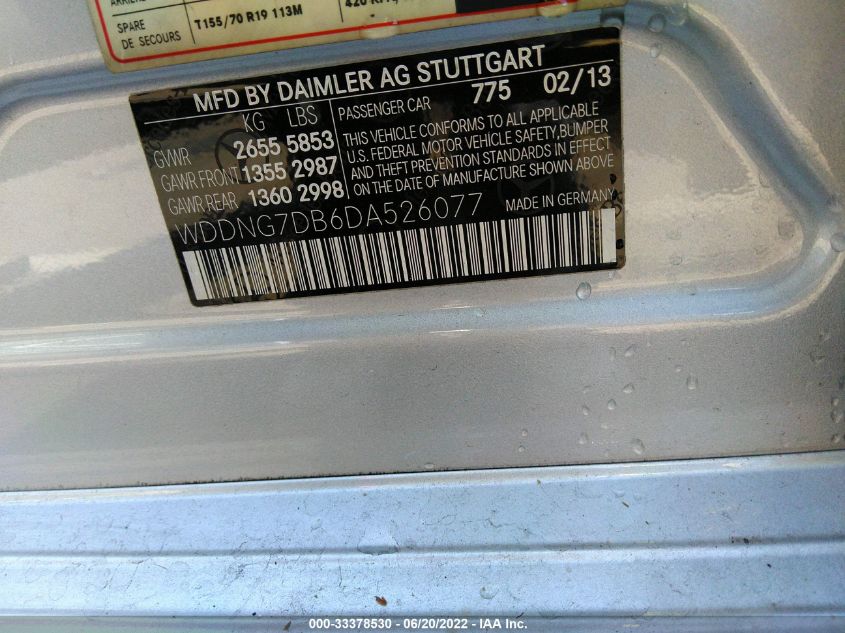 SPARE
DE SECOURS
T155/70 R19 113M
MFD BY DAIMLER AG STUTTGART
KG LBS
PASSENGER CAR 775 02/13
GVWR 2655 5853
GAWR FRONT 1355 2987
GAWR REAR 1360 2998
THIS VEHICLE CONFORMS TO ALL APPLICABLE
U.S. FEDERAL MOTOR VEHICLE SAFETY, BUMPER
AND THEFT PREVENTION STANDARDS IN EFFECT
ON THE DATE OF MANUFACTURE SHOWN ABOVE
WDDNG7DB6DA526077
MADE IN GERMANY
000-33378530 - 06/20/2022 - IAA Inc.